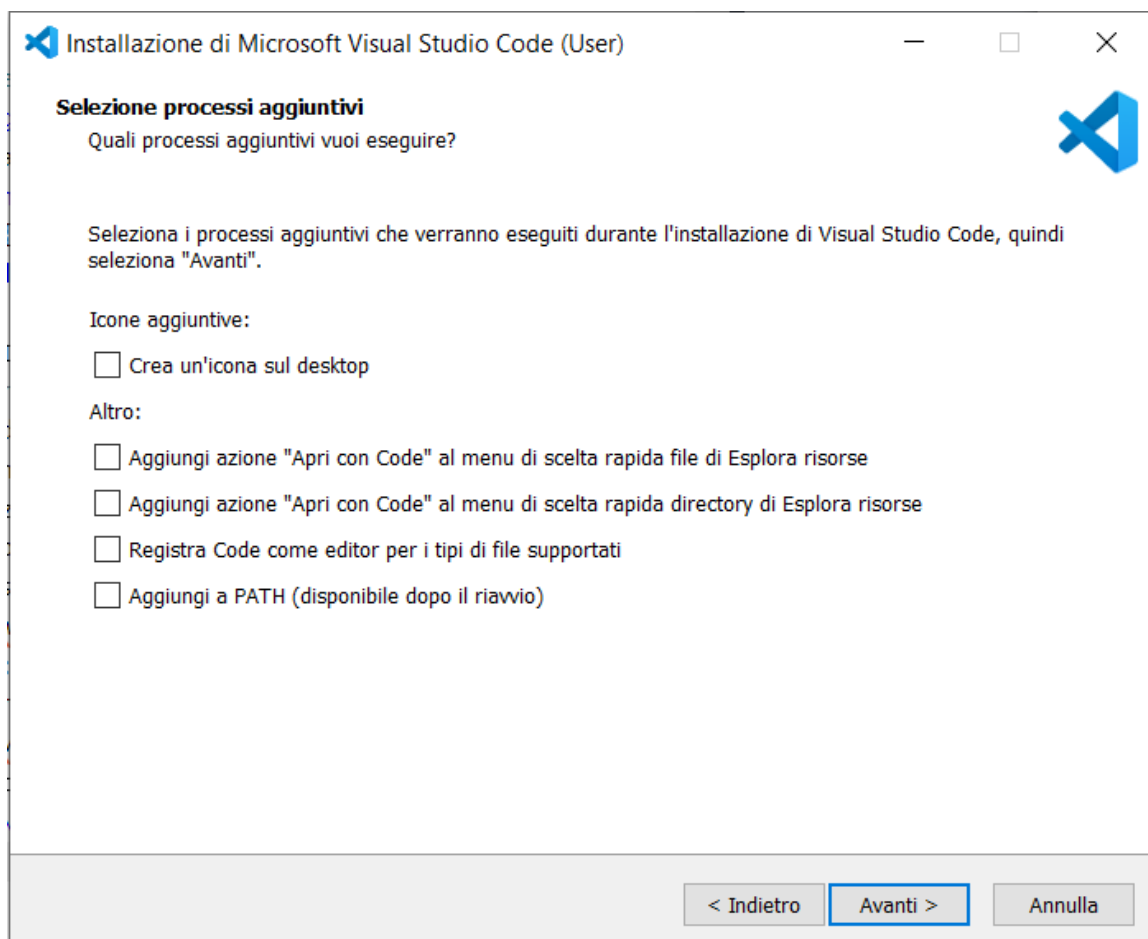 Installazione di Microsoft Visual Studio Code (User)
Selezione processi aggiuntivi
Quali processi aggiuntivi vuoi eseguire?
Seleziona i processi aggiuntivi che verranno eseguiti durante l'installazione di Visual Studio Code, quindi
seleziona "Avanti".
Icone aggiuntive:
Crea un'icona sul desktop
Altro:
Aggiungi azione "Apri con Code" al menu di scelta rapida file di Esplora risorse
Aggiungi azione "Apri con Code" al menu di scelta rapida directory di Esplora risorse
Registra Code come editor per i tipi di file supportati
Aggiungi a PATH (disponibile dopo il riavvio)
< Indietro Avanti > Annulla